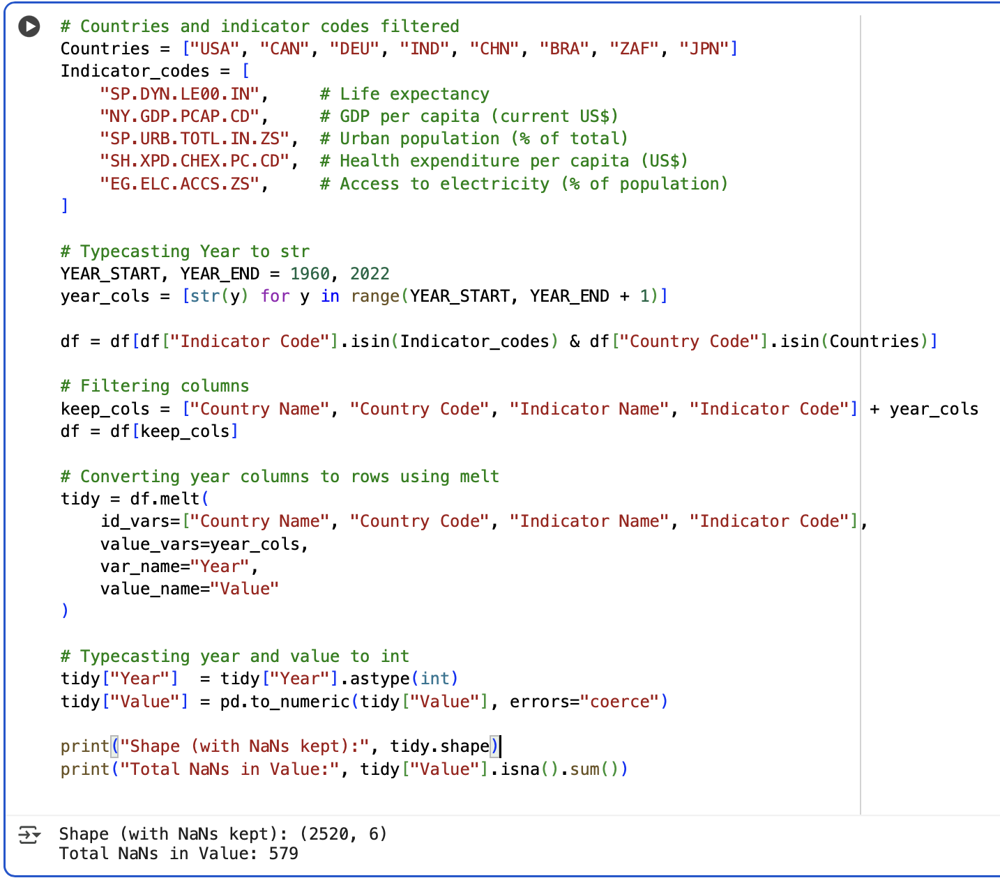 # Countries and indicator codes filtered
Countries = ["USA", "CAN", "DEU", "IND", "CHN", "BRA", "ZAF", "JPN"]
Indicator_codes = [
    "SP.DYN.LE00.IN",     # Life expectancy
    "NY.GDP.PCAP.CD",     # GDP per capita (current US$)
    "SP.URB.TOTL.IN.ZS",  # Urban population (% of total)
    "SH.XPD.CHEX.PC.CD",  # Health expenditure per capita (US$)
    "EG.ELC.ACCS.ZS",     # Access to electricity (% of population)
]

# Typecasting Year to str
YEAR_START, YEAR_END = 1960, 2022
year_cols = [str(y) for y in range(YEAR_START, YEAR_END + 1)]

df = df[df["Indicator Code"].isin(Indicator_codes) & df["Country Code"].isin(Countries)]

# Filtering columns
keep_cols = ["Country Name", "Country Code", "Indicator Name", "Indicator Code"] + year_cols
df = df[keep_cols]

# Converting year columns to rows using melt
tidy = df.melt(
    id_vars=["Country Name", "Country Code", "Indicator Name", "Indicator Code"],
    value_vars=year_cols,
    var_name="Year",
    value_name="Value"
)

# Typecasting year and value to int
tidy["Year"]  = tidy["Year"].astype(int)
tidy["Value"] = pd.to_numeric(tidy["Value"], errors="coerce")

print("Shape (with NaNs kept):", tidy.shape)
print("Total NaNs in Value:", tidy["Value"].isna().sum())

Shape (with NaNs kept): (2520, 6)
Total NaNs in Value: 579